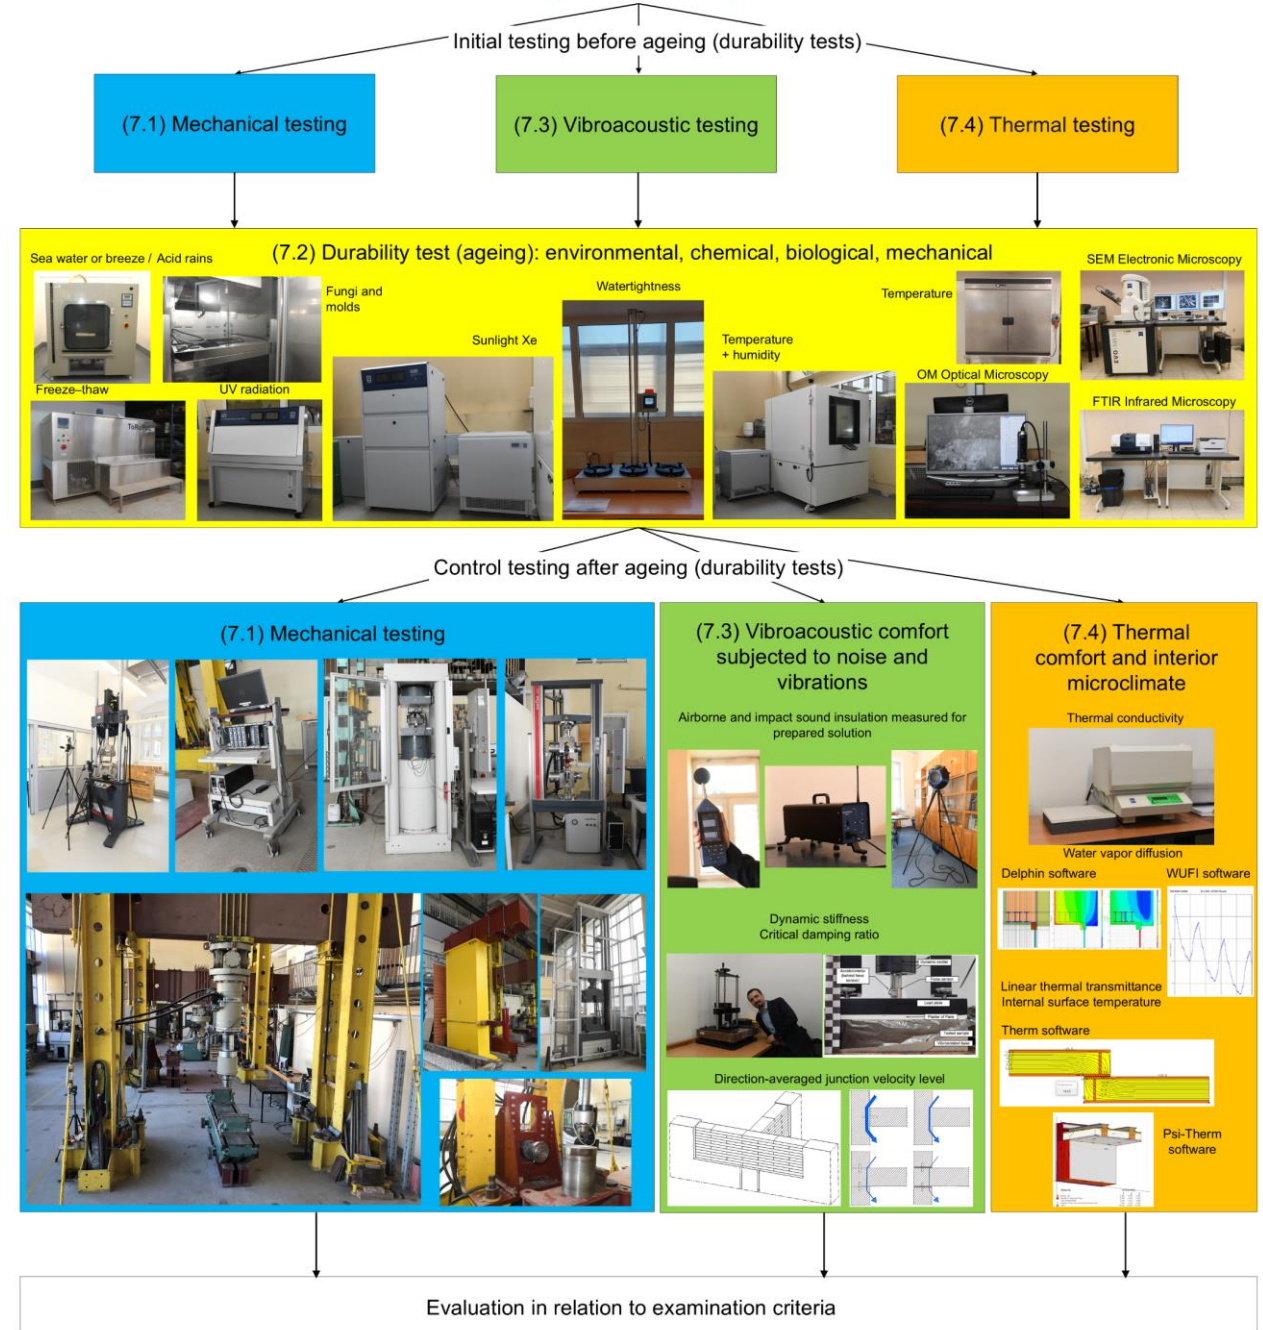 Initial testing before ageing (durability tests)
(7.1) Mechanical testing
(7.3) Vibroacoustic testing
(7.4) Thermal testing
(7.2) Durability test (ageing): environmental, chemical, biological, mechanical
Sea water or breeze / Acid rains
Fungi and
molds
Sunlight Xe
Watertightness
Temperature
+ humidity
Temperature
SEM Electronic Microscopy
Freeze–thaw
UV radiation
OM Optical Microscopy
FTIR Infrared Microscopy
Control testing after ageing (durability tests)
(7.1) Mechanical testing
(7.3) Vibroacoustic comfort
subjected to noise and
vibrations
Airborne and impact sound insulation measured for
prepared solution
Dynamic stiffness
Critical damping ratio
Direction-averaged junction velocity level
(7.4) Thermal
comfort and interior
microclimate
Thermal conductivity
Water vapor diffusion
Delphin software
WUFI software
Linear thermal transmittance
Internal surface temperature
Therm software
Psi-Therm
software
Evaluation in relation to examination criteria